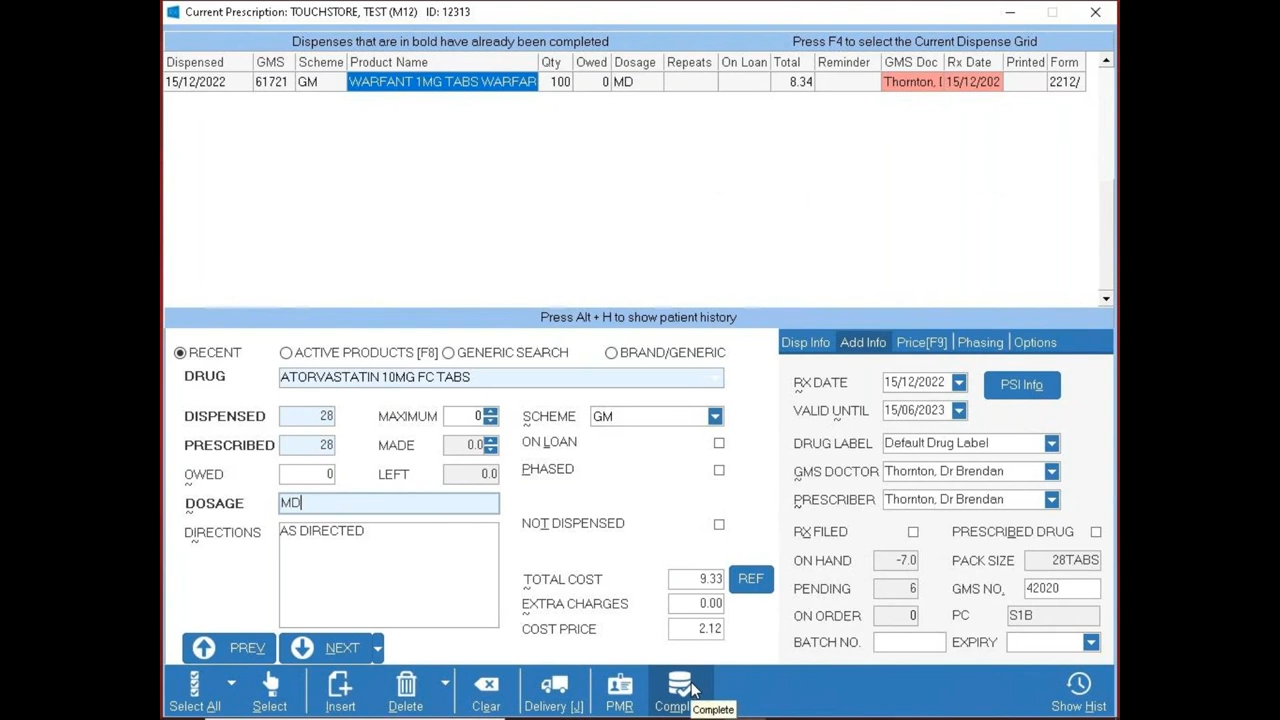 Current Prescription: TOUCHSTORE, TEST (M12) ID: 12313
Dispenses that are in bold have already been completed Press F4 to select the Current Dispense Grid
Dispensed GMS Scheme Product Name Qty Owed Dosage Repeats On Loan Total Reminder GMS Doc Rx Date Printed Form
15/12/2022 61721 GM WARFANT 1MG TABS WARFAR 100 0 MD 8.34 Thornton, [ 15/12/202 2212/
Press Alt + H to show patient history
RECENT ACTIVE PRODUCTS [F8] GENERIC SEARCH BRAND/GENERIC
DRUG ATORVASTATIN 10MG FC TABS
DISPENSED 28 MAXIMUM 0 SCHEME GM
PRESCRIBED 28 MADE 0.0 ON LOAN
OWED 0 LEFT 0.0 PHASED
DOSAGE MD
DIRECTIONS AS DIRECTED NOT DISPENSED
TOTAL COST 9.33 REF
EXTRA CHARGES 0.00
COST PRICE 2.12
PREV NEXT
Disp Info Add Info Price[F9] Phasing Options
RX DATE 15/12/2022 PSI Info
VALID UNTIL 15/06/2023
DRUG LABEL Default Drug Label
GMS DOCTOR Thornton, Dr Brendan
PRESCRIBER Thornton, Dr Brendan
RX FILED PRESCRIBED DRUG
ON HAND -7.0 PACK SIZE 28TABS
PENDING 6 GMS NO. 42020
ON ORDER 0 PC S1B
BATCH NO. EXPIRY
Select All Select Insert Delete Clear Delivery [J] PMR Compl Complete Show Hist